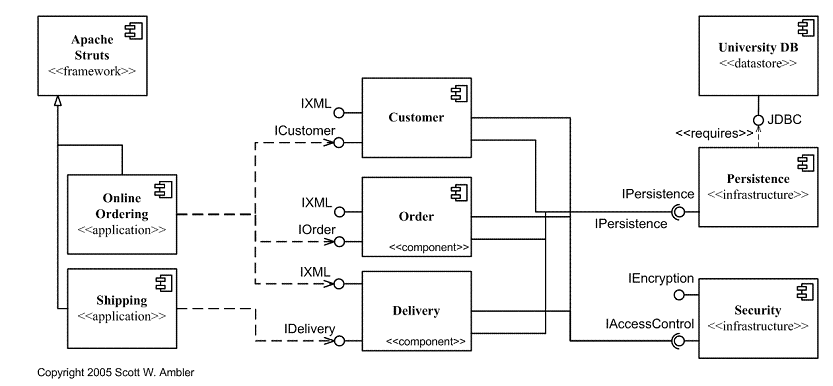 Apache
Struts
<<framework>>
University DB
<<datastore>>
IXML
Customer
ICustomer
JDBC
<<requires>>
Online
Ordering
<<application>>
IXML
Order
IOrder
<<component>>
IPersistence
IPersistence
Persistence
<<infrastructure>>
Shipping
<<application>>
IXML
Delivery
IDelivery
<<component>>
IEncryption
Security
<<infrastructure>>
IAccessControl
Copyright 2005 Scott W. Ambler